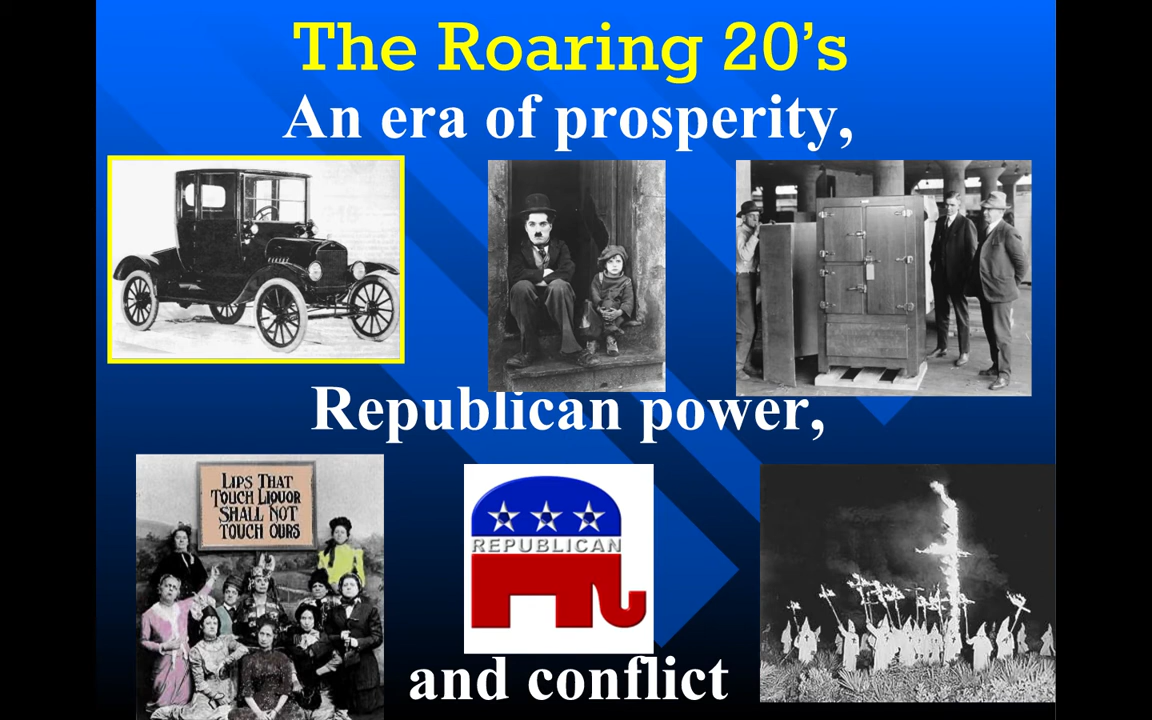 The Roaring 20’s
An era of prosperity,
Republican power,
LIPS THAT
TOUCH LIQUOR
SHALL NOT
TOUCH OURS
REPUBLICAN
and conflict